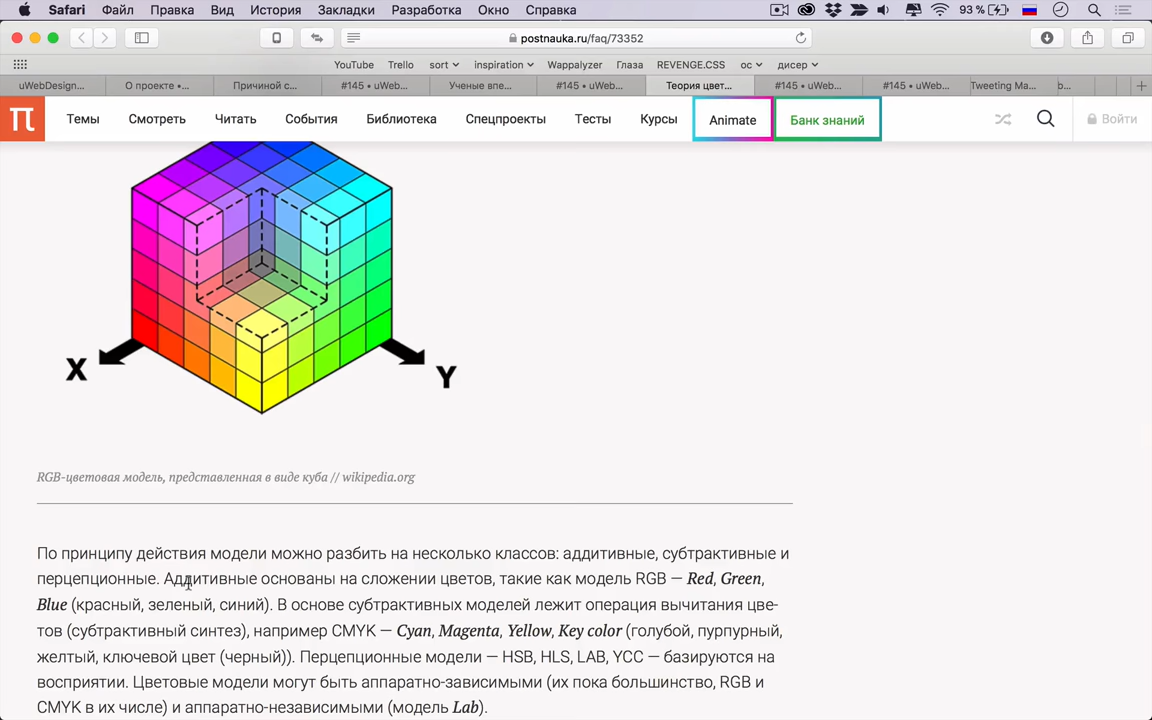 Safari Файл Правка Вид История Закладки Разработка Окно Справка 93 %
postnauka.ru/faq/73352
YouTube Trello sort inspiration Wappalyzer Глаза REVENGE.CSS ос дисер
uWebDesign... О проекте •... Причиной с... #145 • uWeb... Ученые впе... #145 • uWeb... Теория цвет... #145 • uWeb... #145 • uWeb... Tweeting Ma... b...
π Темы Смотреть Читать События Библиотека Спецпроекты Тесты Курсы Animate Банк знаний Войти
X
Y
RGB-цветовая модель, представленная в виде куба // wikipedia.org
По принципу действия модели можно разбить на несколько классов: аддитивные, субтрактивные и
перцепционные. Аддитивные основаны на сложении цветов, такие как модель RGB — Red, Green,
Blue (красный, зеленый, синий). В основе субтрактивных моделей лежит операция вычитания цве-
тов (субтрактивный синтез), например CMYK — Cyan, Magenta, Yellow, Key color (голубой, пурпурный,
желтый, ключевой цвет (черный)). Перцепционные модели — HSB, HLS, LAB, YCC — базируются на
восприятии. Цветовые модели могут быть аппаратно-зависимыми (их пока большинство, RGB и
CMYK в их числе) и аппаратно-независимыми (модель Lab).